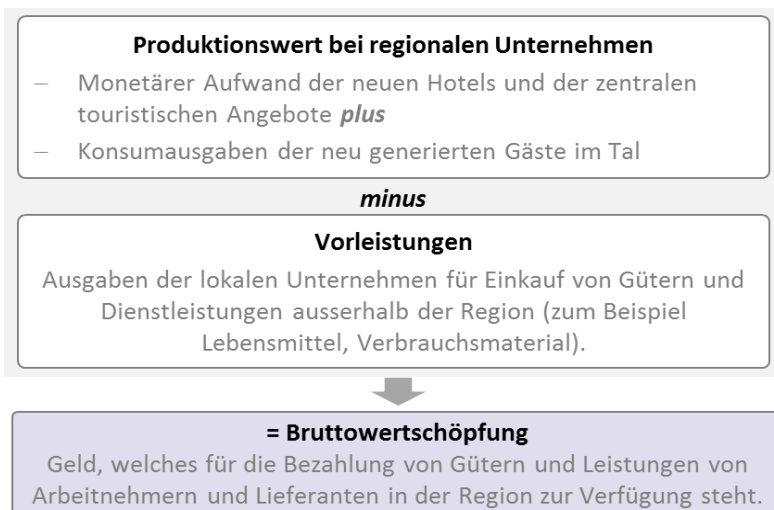 Produktionswert bei regionalen Unternehmen
– Monetärer Aufwand der neuen Hotels und der zentralen
touristischen Angebote plus
– Konsumausgaben der neu generierten Gäste im Tal
minus
Vorleistungen
Ausgaben der lokalen Unternehmen für Einkauf von Gütern und
Dienstleistungen ausserhalb der Region (zum Beispiel
Lebensmittel, Verbrauchsmaterial).
= Bruttowertschöpfung
Geld, welches für die Bezahlung von Gütern und Leistungen von
Arbeitnehmern und Lieferanten in der Region zur Verfügung steht.